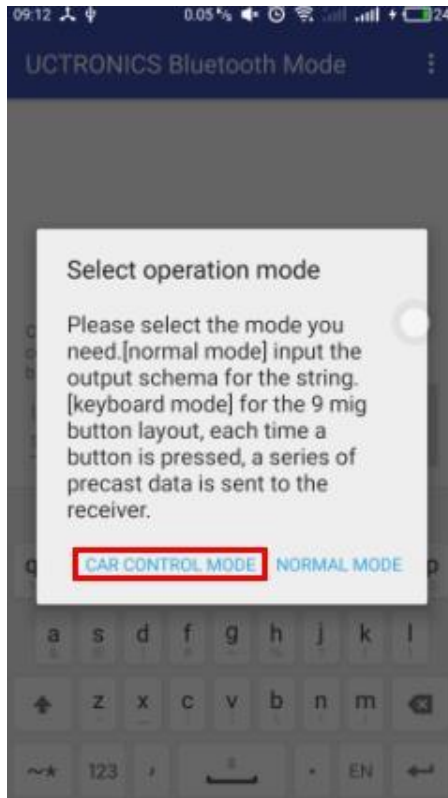 09:12 0.05 K/s 24
UCTRONICS Bluetooth Mode
Select operation mode
Please select the mode you
need.[normal mode] input the
output schema for the string.
[keyboard mode] for the 9 mig
button layout, each time a
button is pressed, a series of
precast data is sent to the
receiver.
CAR CONTROL MODE NORMAL MODE
q p
a s d f g h j k l
z x c v b n m
~* 123 , . EN